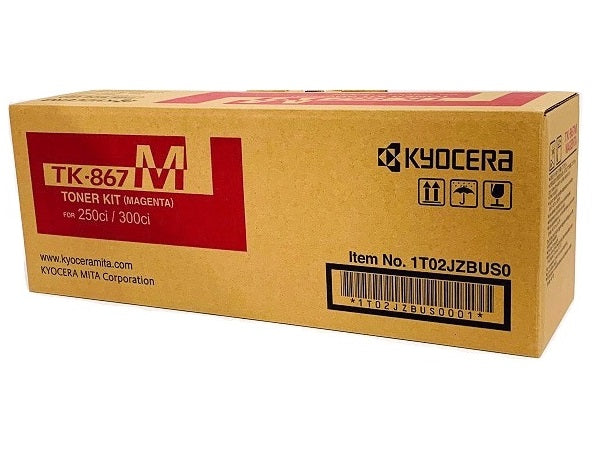 TK-867 M
TONER KIT (MAGENTA)
FOR 250ci / 300ci
www.kyoceramita.com
KYOCERA MITA Corporation
KYOCERA
Item No. 1T02JZBUS0
*1T02JZBUS0001*